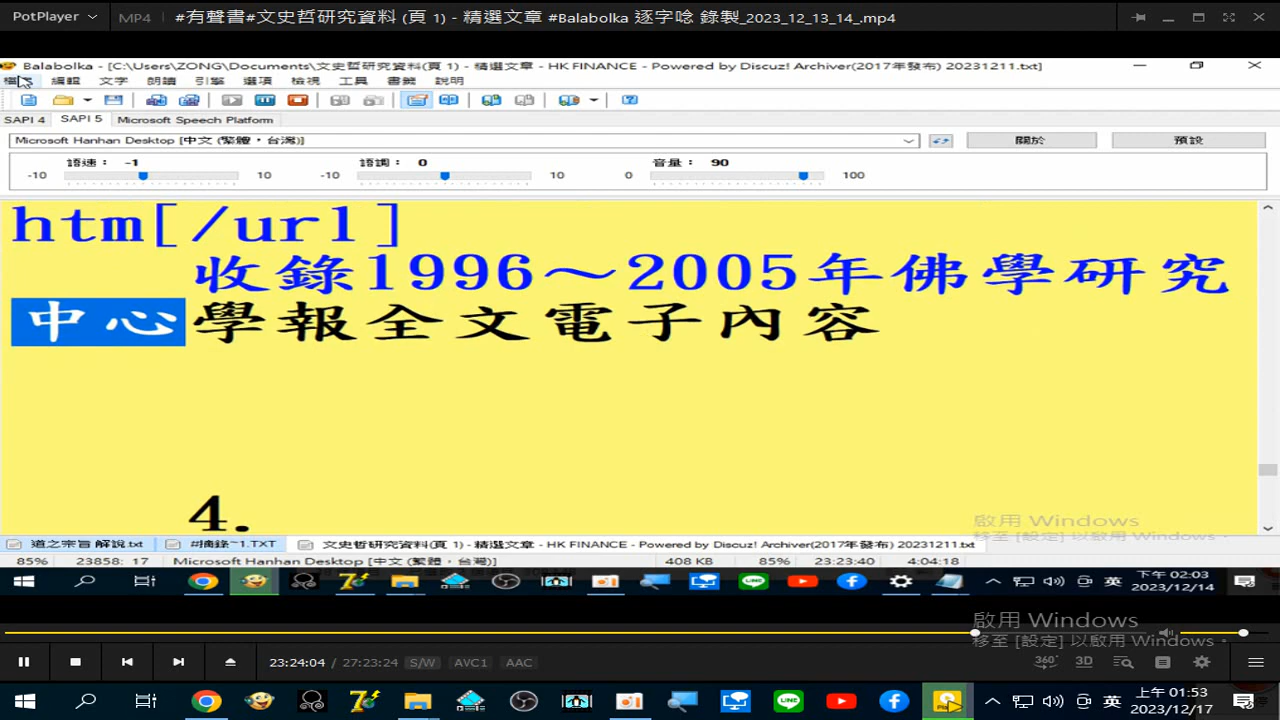 PotPlayer MP4 #有聲書#文史哲研究資料 (頁 1) - 精選文章 #Balabolka 逐字唸 錄製_2023_12_13_14_.mp4
Balabolka - [C:\Users\ZONG\Documents\文史哲研究資料(頁 1) - 精選文章 - HK FINANCE - Powered by Discuz! Archiver(2017年發布) 20231211.txt]
檔案 編輯 文字 朗讀 引擎 選項 檢視 工具 書籤 說明
SAPI 4 SAPI 5 Microsoft Speech Platform
Microsoft Hanhan Desktop [中文 (繁體，台灣)] 關於 預設
語速： -1 語調： 0 音量： 90
-10 10 -10 10 0 100
htm[/url]
收錄1996～2005年佛學研究
中心學報全文電子內容
4.
啟用 Windows
移至 [設定] 以啟用 Windows。
道之宗旨 解說.txt #摘錄~1.TXT 文史哲研究資料(頁 1) - 精選文章 - HK FINANCE - Powered by Discuz! Archiver(2017年發布) 20231211.txt
85% 23858: 17 Microsoft Hanhan Desktop [中文 (繁體，台灣)] 408 KB 85% 23:23:40 4:04:18
英 下午 02:03
2023/12/14
啟用 Windows
移至 [設定] 以啟用 Windows。
23:24:04 / 27:23:24 S/W AVC1 AAC 360° 3D
英 上午 01:53
2023/12/17